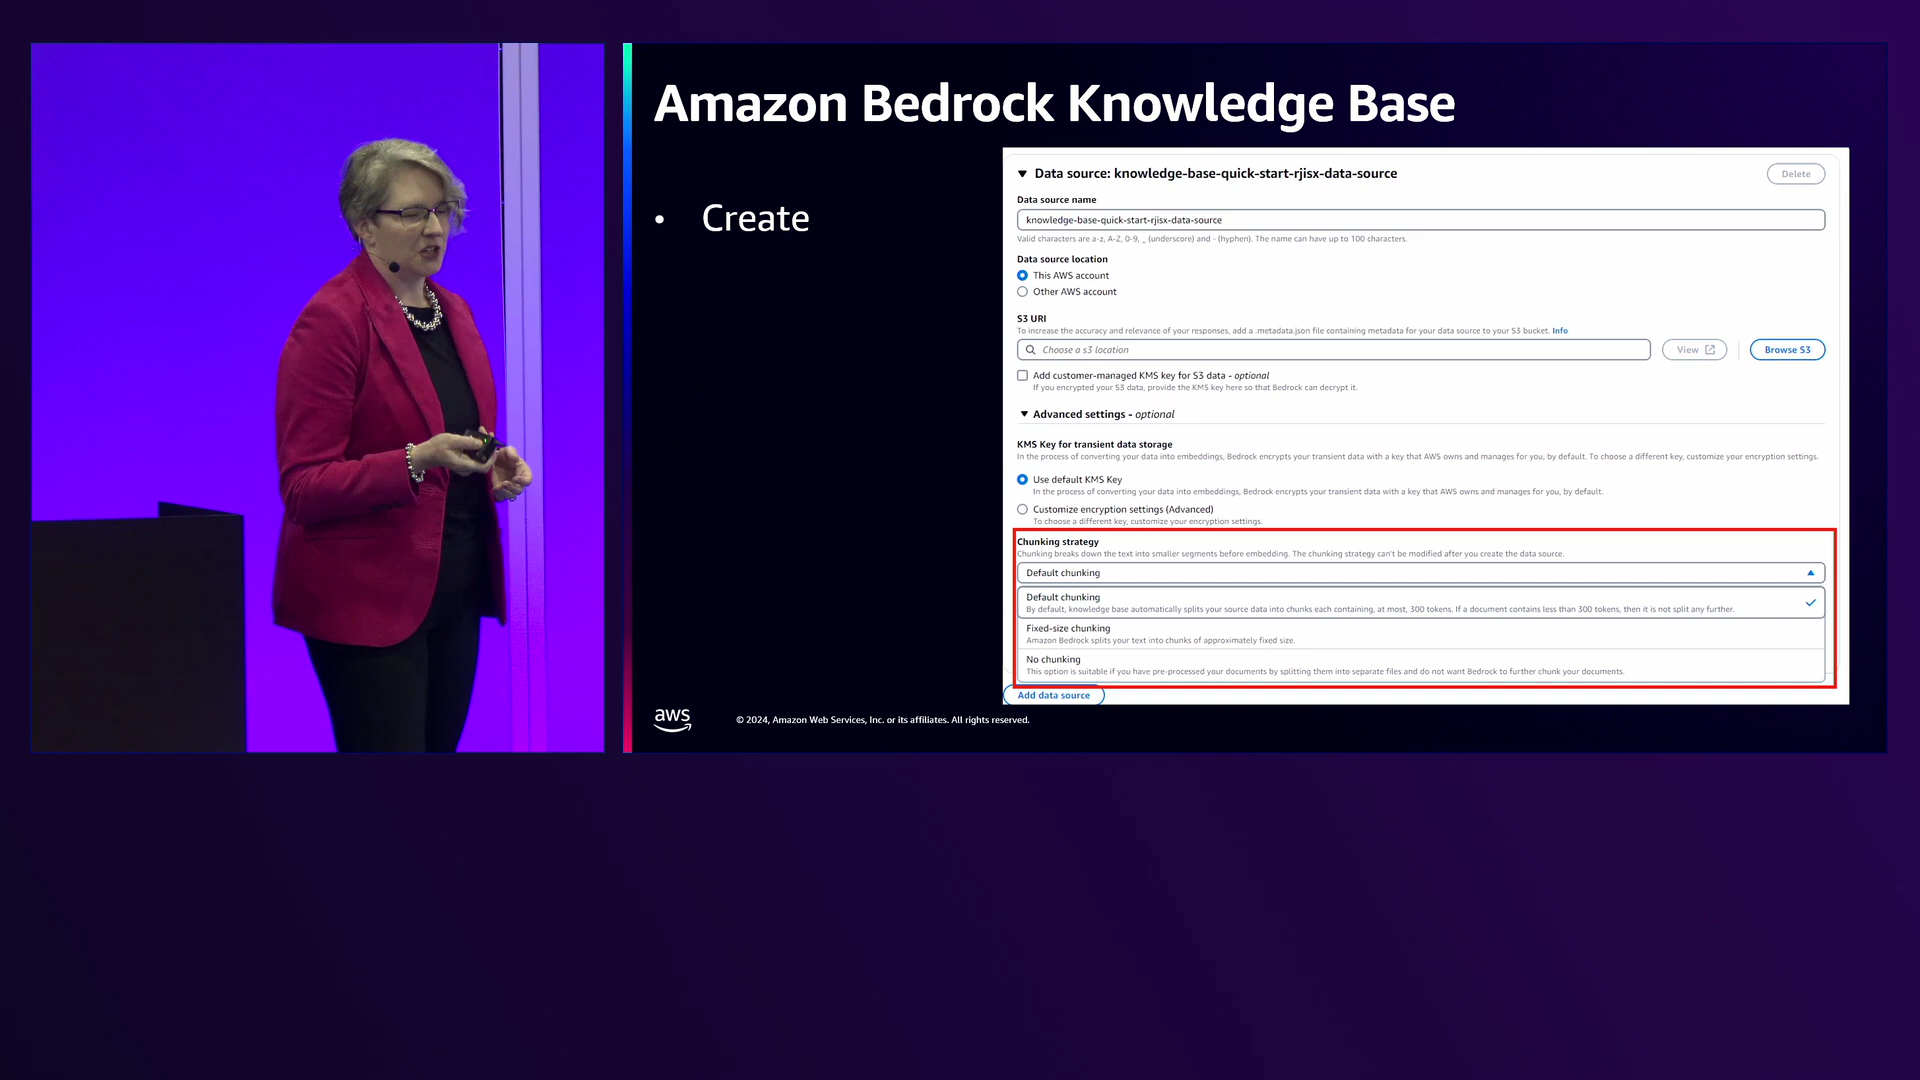 Amazon Bedrock Knowledge Base
• Create
Data source: knowledge-base-quick-start-rjisx-data-source
Delete
Data source name
knowledge-base-quick-start-rjisx-data-source
Valid characters are a-z, A-Z, 0-9, _ (underscore) and - (hyphen). The name can have up to 100 characters.
Data source location
This AWS account
Other AWS account
S3 URI
To increase the accuracy and relevance of your responses, add a .metadata.json file containing metadata for your data source to your S3 bucket. Info
Choose a s3 location
View
Browse S3
Add customer-managed KMS key for S3 data - optional
If you encrypted your S3 data, provide the KMS key here so that Bedrock can decrypt it.
Advanced settings - optional
KMS Key for transient data storage
In the process of converting your data into embeddings, Bedrock encrypts your transient data with a key that AWS owns and manages for you, by default. To choose a different key, customize your encryption settings.
Use default KMS Key
In the process of converting your data into embeddings, Bedrock encrypts your transient data with a key that AWS owns and manages for you, by default.
Customize encryption settings (Advanced)
To choose a different key, customize your encryption settings.
Chunking strategy
Chunking breaks down the text into smaller segments before embedding. The chunking strategy can't be modified after you create the data source.
Default chunking
Default chunking
By default, knowledge base automatically splits your source data into chunks each containing, at most, 300 tokens. If a document contains less than 300 tokens, then it is not split any further.
Fixed-size chunking
Amazon Bedrock splits your text into chunks of approximately fixed size.
No chunking
This option is suitable if you have pre-processed your documents by splitting them into separate files and do not want Bedrock to further chunk your documents.
Add data source
aws
© 2024, Amazon Web Services, Inc. or its affiliates. All rights reserved.